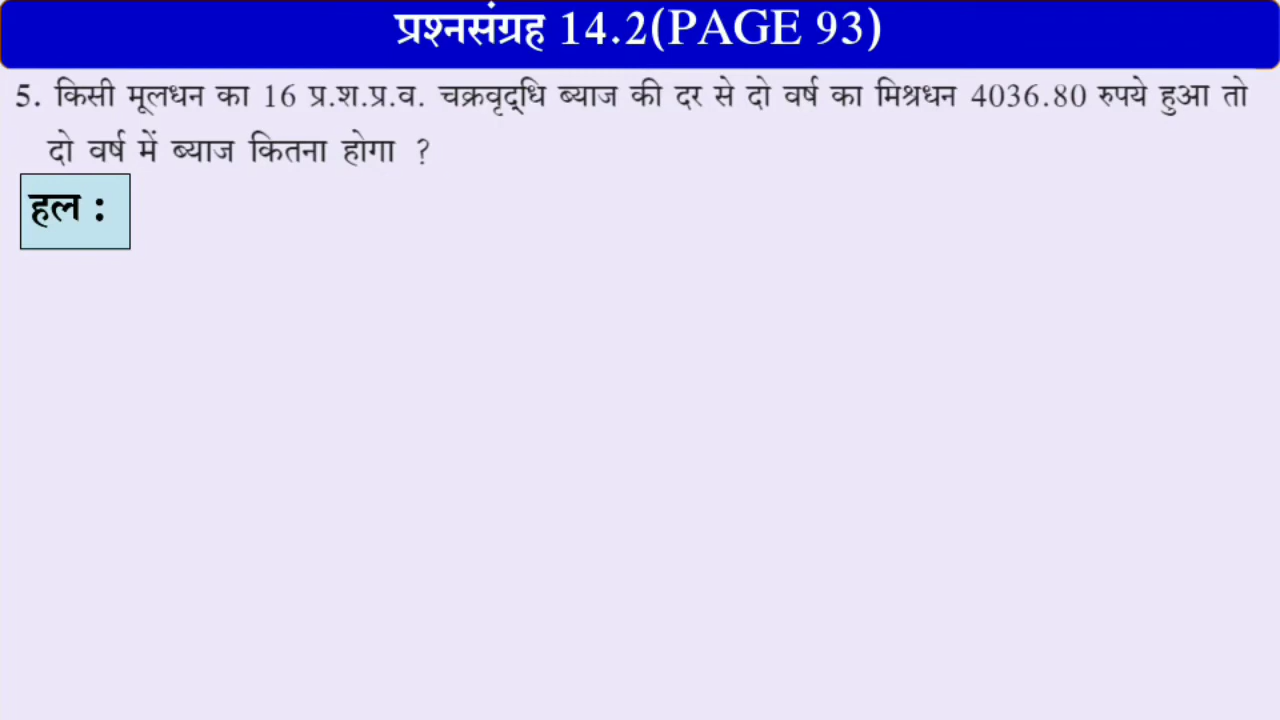 प्रश्नसंग्रह 14.2(PAGE 93)
5. किसी मूलधन का 16 प्र.श.प्र.व. चक्रवृद्‌धि ब्याज की दर से दो वर्ष का मिश्रधन 4036.80 रुपये हुआ तो
दो वर्ष में ब्याज कितना होगा ?
हल :